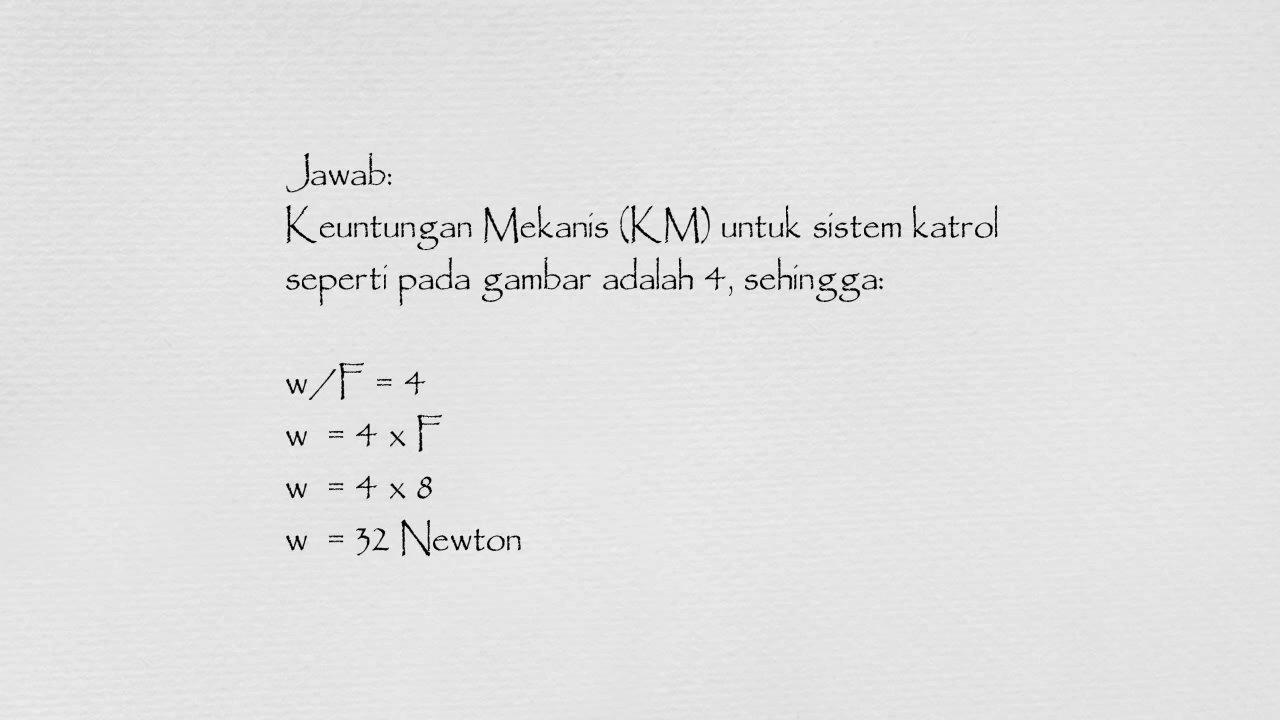 Jawab:
Keuntungan Mekanis (KM) untuk sistem katrol
seperti pada gambar adalah 4, sehingga:
w/F = 4
w = 4 x F
w = 4 x 8
w = 32 Newton